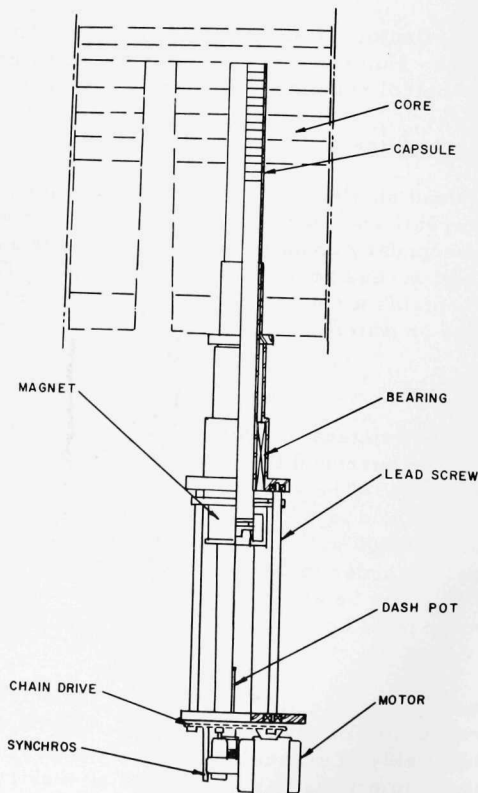 CORE
CAPSULE
MAGNET
BEARING
LEAD SCREW
DASH POT
CHAIN DRIVE
MOTOR
SYNCHROS